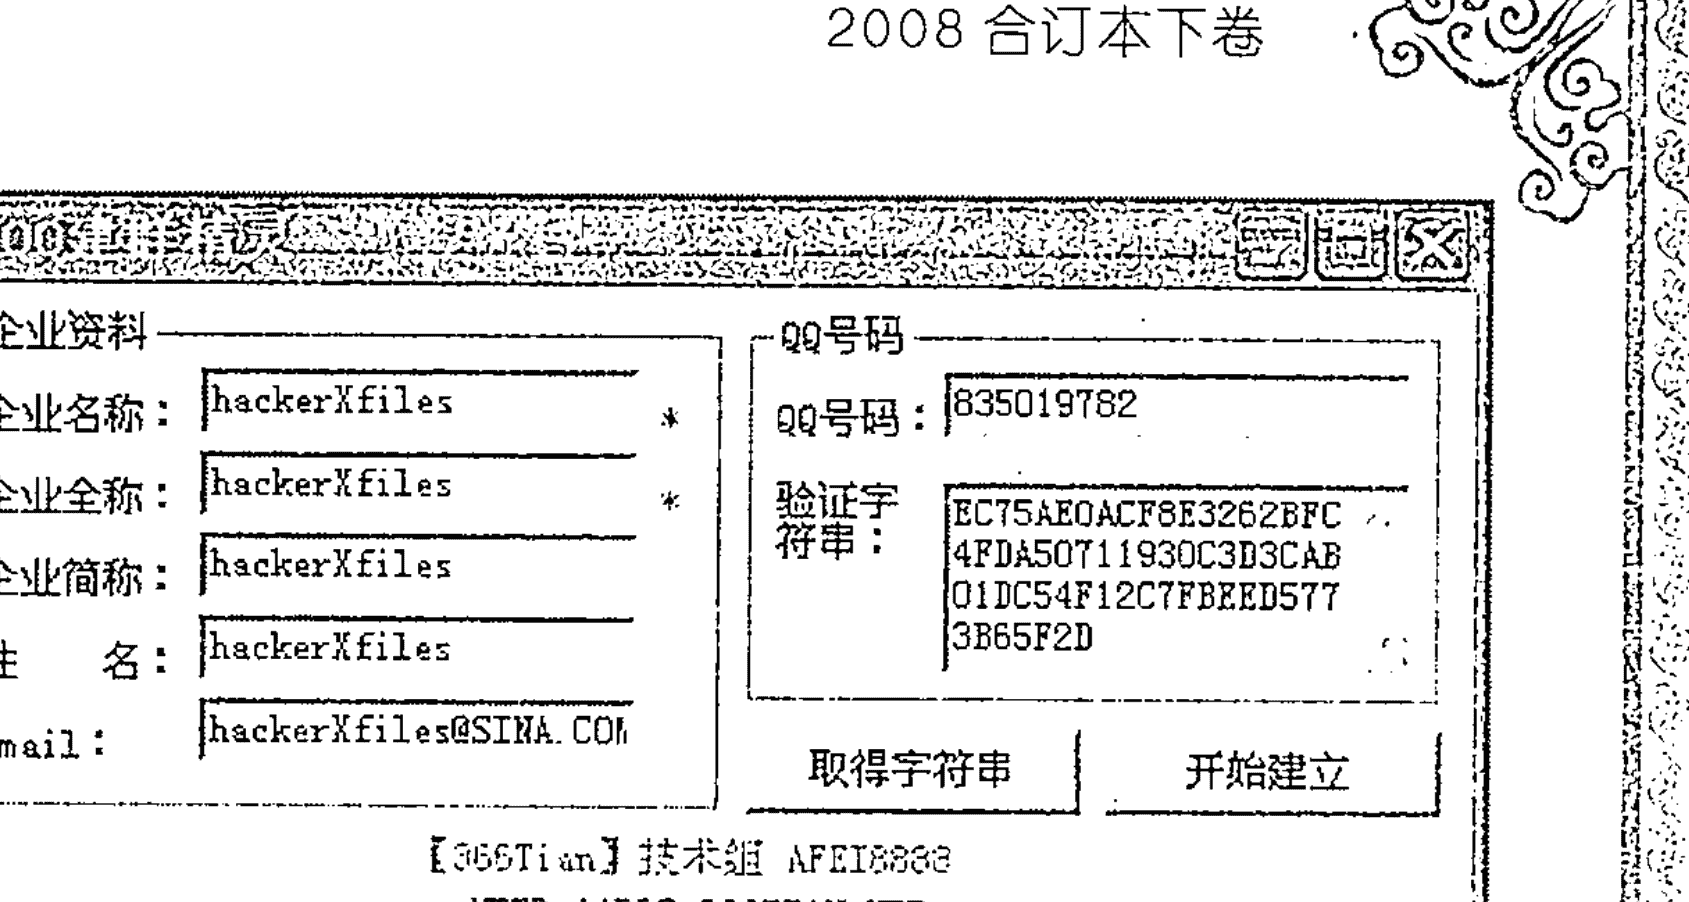 2008 合订本下卷
企业资料
企业名称：hackerXfiles *
企业全称：hackerXfiles *
企业简称：hackerXfiles
名：hackerXfiles
mail：hackerXfiles@SINA.COM
QQ号码
QQ号码：835019782
验证字符串：
EC75AE0ACF8E3262BFC
4FDA50711930C3D3CAB
01DC54F12C7FBEED577
3B65F2D
取得字符串 开始建立
【366Tian】技术组 AFEI8888